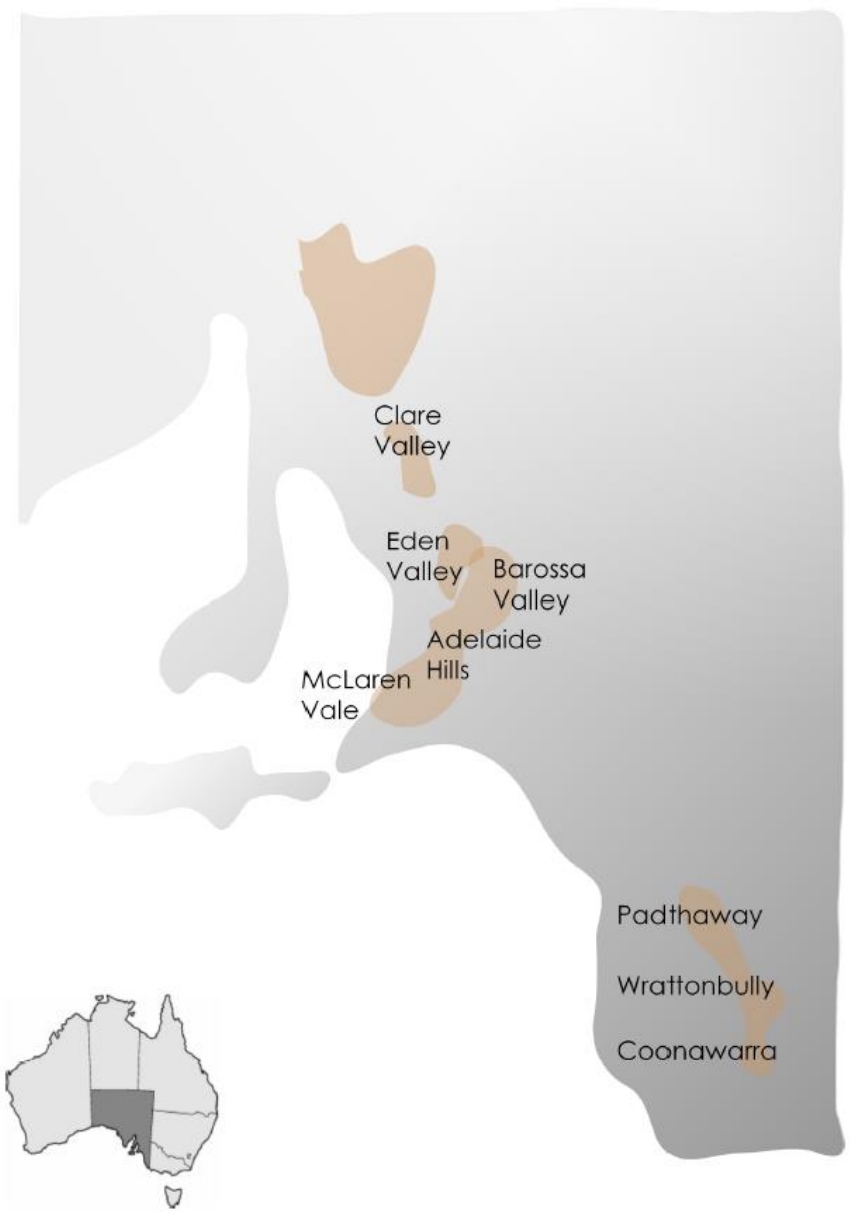 Clare
Valley
Eden
Valley
Barossa
Valley
Adelaide
Hills
McLaren
Vale
Padthaway
Wrattonbully
Coonawarra